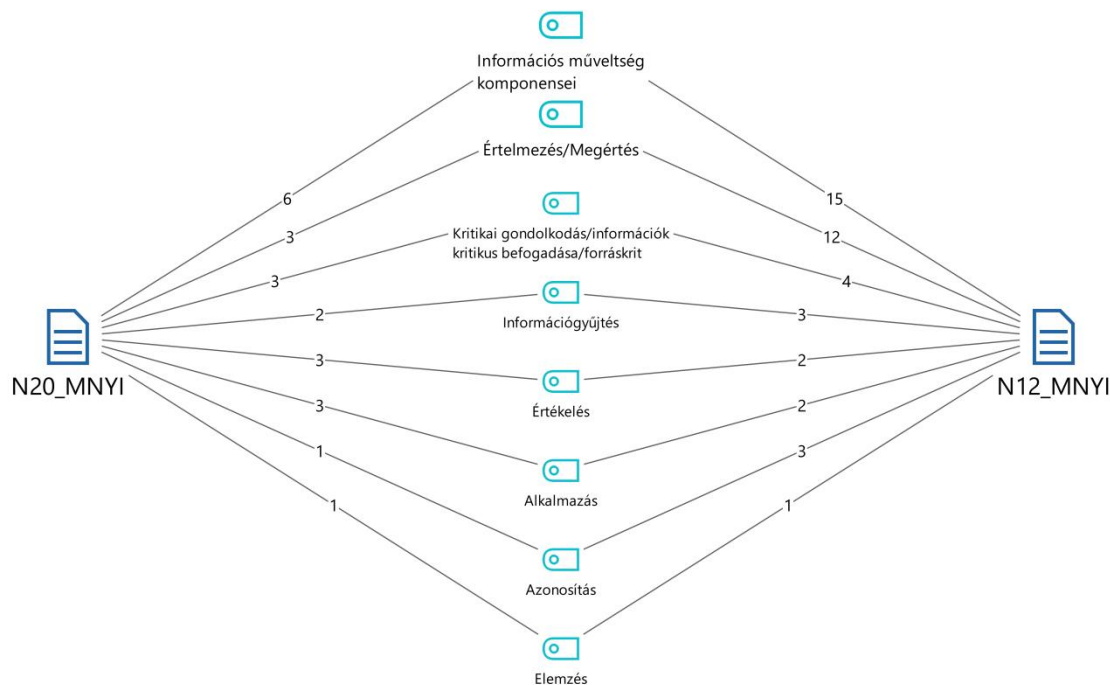 Információs műveltség
komponensei
Értelmezés/Megértés
6
15
3
12
Kritikai gondolkodás/információk
kritikus befogadása/forráskrit
3
4
2
3
Információgyűjtés
3
2
N20_MNYI
N12_MNYI
Értékelés
3
2
1
3
Alkalmazás
1
1
Azonosítás
Elemzés